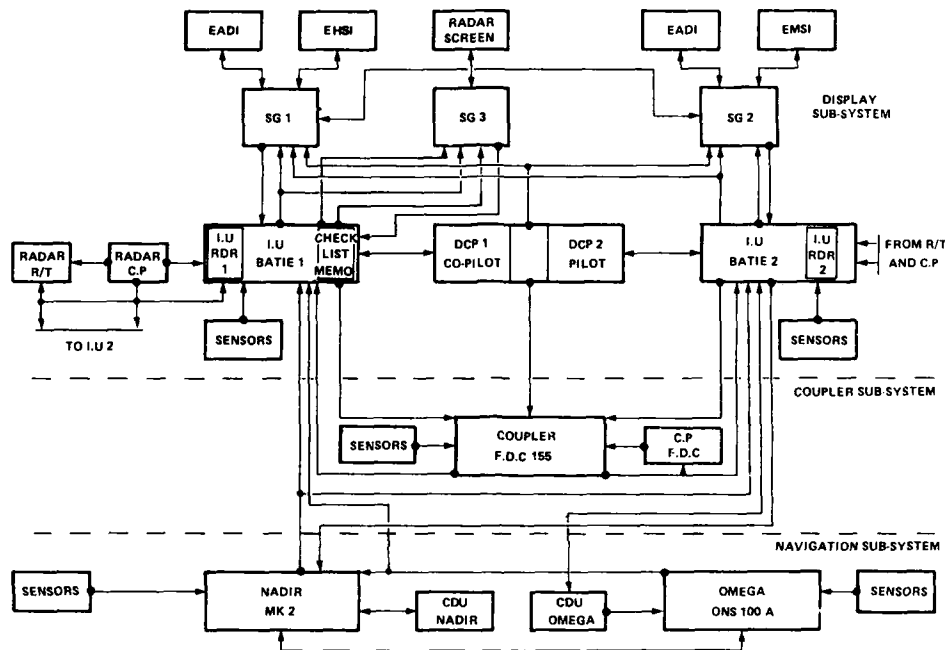 EADI
EHSI
RADAR
SCREEN
EADI
EMSI
SG 1
SG 3
SG 2
DISPLAY
SUB-SYSTEM
RADAR
R/T
RADAR
C.P
I.U
RDR
1
I.U
BATIE 1
CHECK
LIST
MEMO
DCP 1
CO-PILOT
DCP 2
PILOT
I.U
BATIE 2
I.U
RDR
2
FROM R/T
AND C.P
TO I.U 2
SENSORS
SENSORS
COUPLER SUB-SYSTEM
SENSORS
COUPLER
F.D.C 155
C.P
F.D.C
NAVIGATION SUB-SYSTEM
SENSORS
NADIR
MK 2
CDU
NADIR
CDU
OMEGA
OMEGA
ONS 100 A
SENSORS